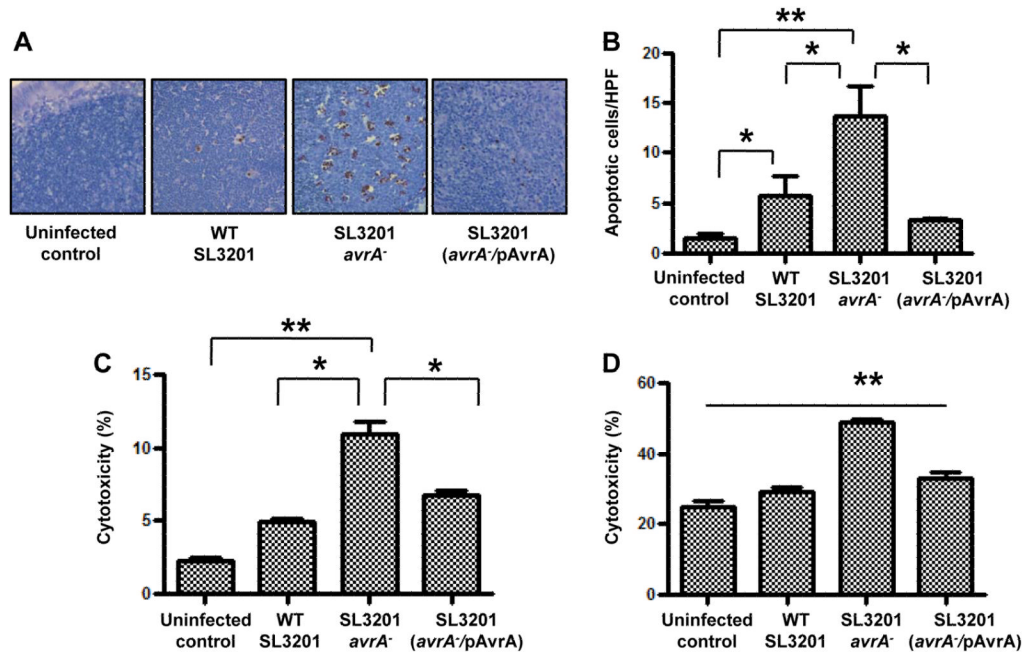 A
Uninfected control
WT SL3201
SL3201 avrA-
SL3201 (avrA-/pAvrA)
B
Apoptotic cells/HPF
20
15
10
5
0
**
*
*
*
Uninfected control
WT SL3201
SL3201 avrA-
SL3201 (avrA-/pAvrA)
C
Cytotoxicity (%)
15
10
5
0
**
*
*
Uninfected control
WT SL3201
SL3201 avrA-
SL3201 (avrA-/pAvrA)
D
Cytotoxicity (%)
60
40
20
0
**
Uninfected control
WT SL3201
SL3201 avrA-
SL3201 (avrA-/pAvrA)